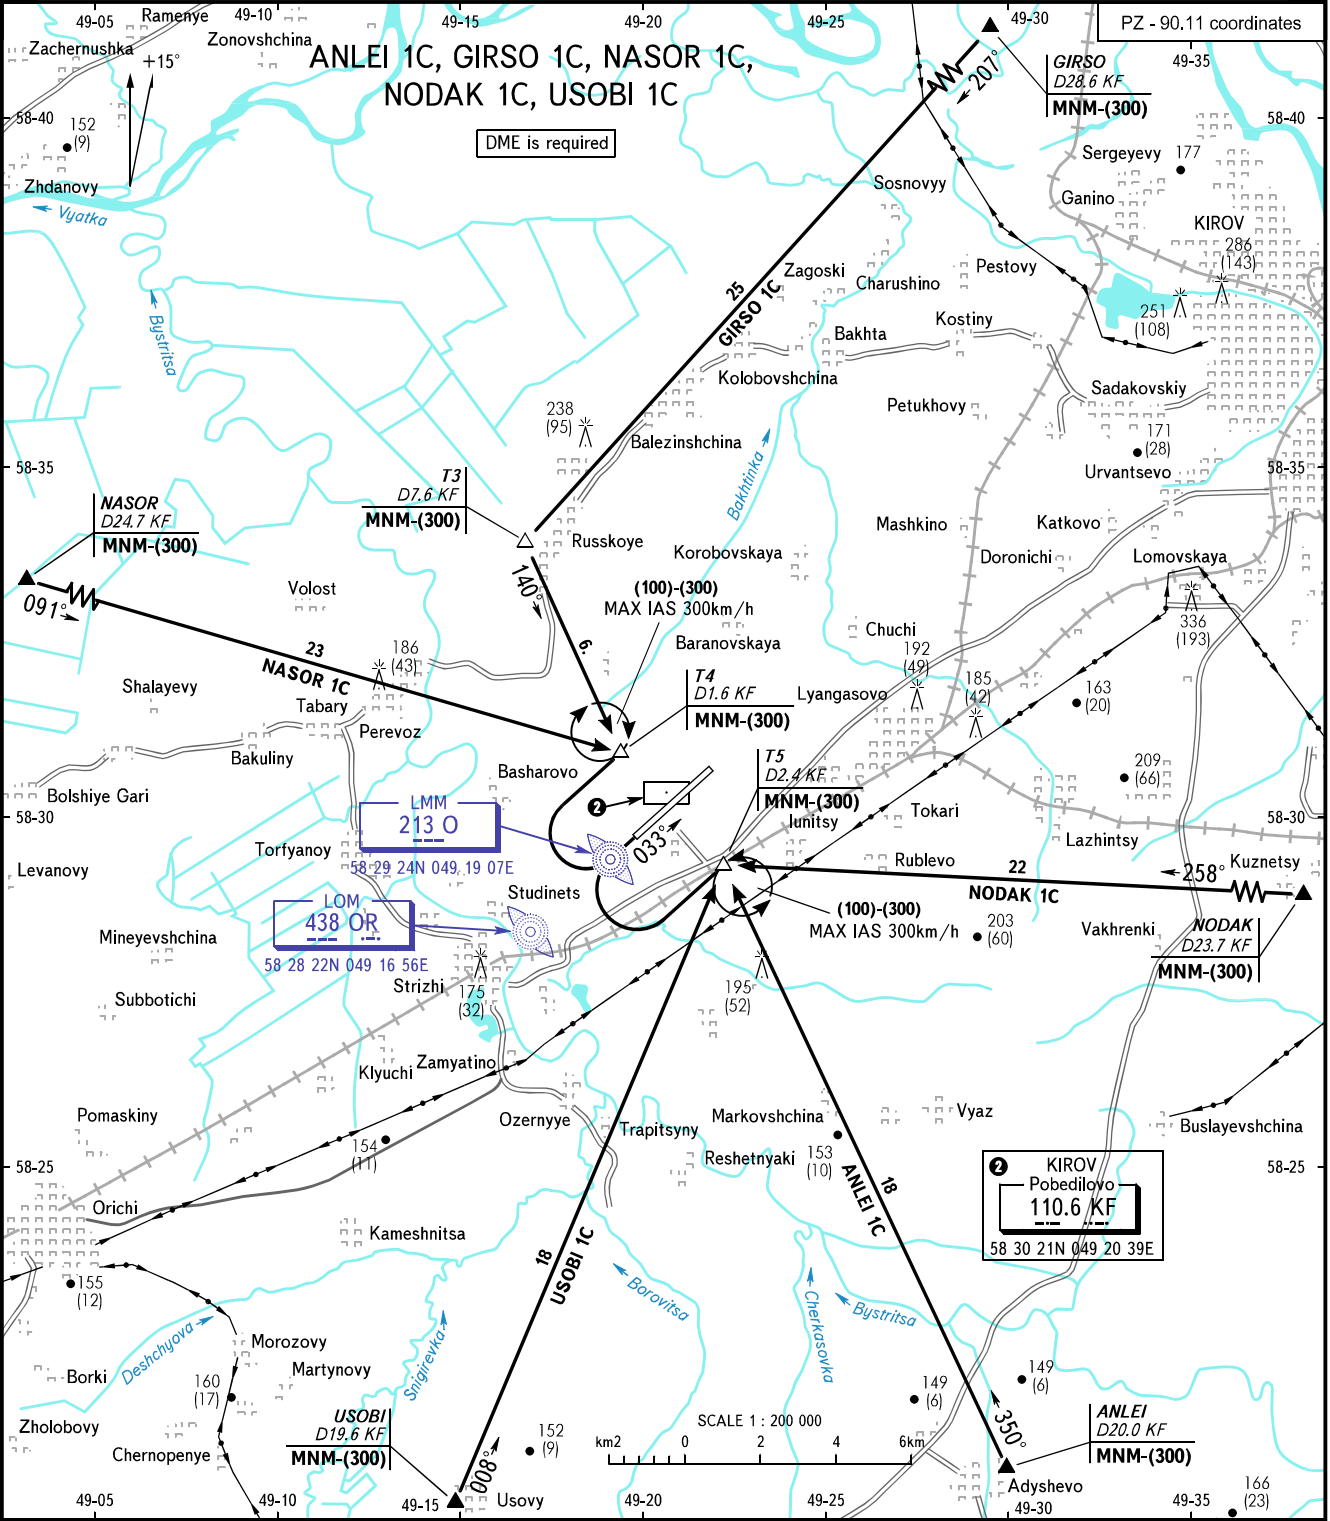 49-05
49-10
49-15
49-20
49-25
49-30
PZ - 90.11 coordinates
Ramenye
Zachernushka
Zonovshchina
+15°
ANLEI 1C, GIRSO 1C, NASOR 1C,
NODAK 1C, USOBI 1C
DME is required
207°
GIRSO
D28.6 KF
MNM-(300)
49-35
58-40
152
(9)
58-40
Zhdanovy
Vyatka
Sergeyevy
177
Sosnovyy
Ganino
KIROV
286
(143)
Bystritsa
Zagoski
Charushino
Pestovy
251
(108)
25
GIRSO 1C
Bakhta
Kostiny
Kolobovshchina
Sadakovskiy
238
(95)
Balezinshchina
Petukhovy
171
(28)
Urvantsevo
58-35
58-35
T3
D7.6 KF
MNM-(300)
NASOR
D24.7 KF
MNM-(300)
Bakhtinka
Russkoye
Mashkino
Katkovo
Korobovskaya
Doronichi
Lomovskaya
091°
Volost
140°
(100)-(300)
MAX IAS 300km/h
336
(193)
23
NASOR 1C
186
(43)
6.
Baranovskaya
Chuchi
192
(49)
Shalayevy
T4
D1.6 KF
MNM-(300)
Lyangasovo
185
(42)
163
(20)
Tabary
Perevoz
Bakuliny
Basharovo
T5
D2.4 KF
MNM-(300)
209
(66)
Bolshiye Gari
LMM
213 O
58 29 24N 049 19 07E
2
033°
Iunitsy
Tokari
58-30
58-30
Torfyanoy
Lazhintsy
Levanovy
Rublevo
22
NODAK 1C
258°
Kuznetsy
Studinets
LOM
438 OR
58 28 22N 049 16 56E
(100)-(300)
MAX IAS 300km/h
203
(60)
Vakhrenki
NODAK
D23.7 KF
MNM-(300)
Mineyevshchina
Strizhi
175
(32)
195
(52)
Subbotichi
Klyuchi
Zamyatino
Pomaskiny
Ozernyye
Trapitsyny
Markovshchina
Vyaz
Buslayevshchina
154
(11)
Reshetnyaki
153
(10)
58-25
58-25
2
KIROV
Pobedilovo
110.6 KF
58 30 21N 049 20 39E
Orichi
Kameshnitsa
18
ANLEI 1C
18
USOBI 1C
155
(12)
Borovitsa
Cherkasovka
Bystritsa
Deshchyova
Snigirevka
Morozovy
Martynovy
Borki
160
(17)
149
(6)
149
(6)
Zholobovy
Chernopenye
USOBI
D19.6 KF
MNM-(300)
008°
152
(9)
SCALE 1 : 200 000
km2
0
2
4
6km
350°
ANLEI
D20.0 KF
MNM-(300)
Usovy
Adyshevo
166
(23)
49-05
49-10
49-15
49-20
49-25
49-30
49-35